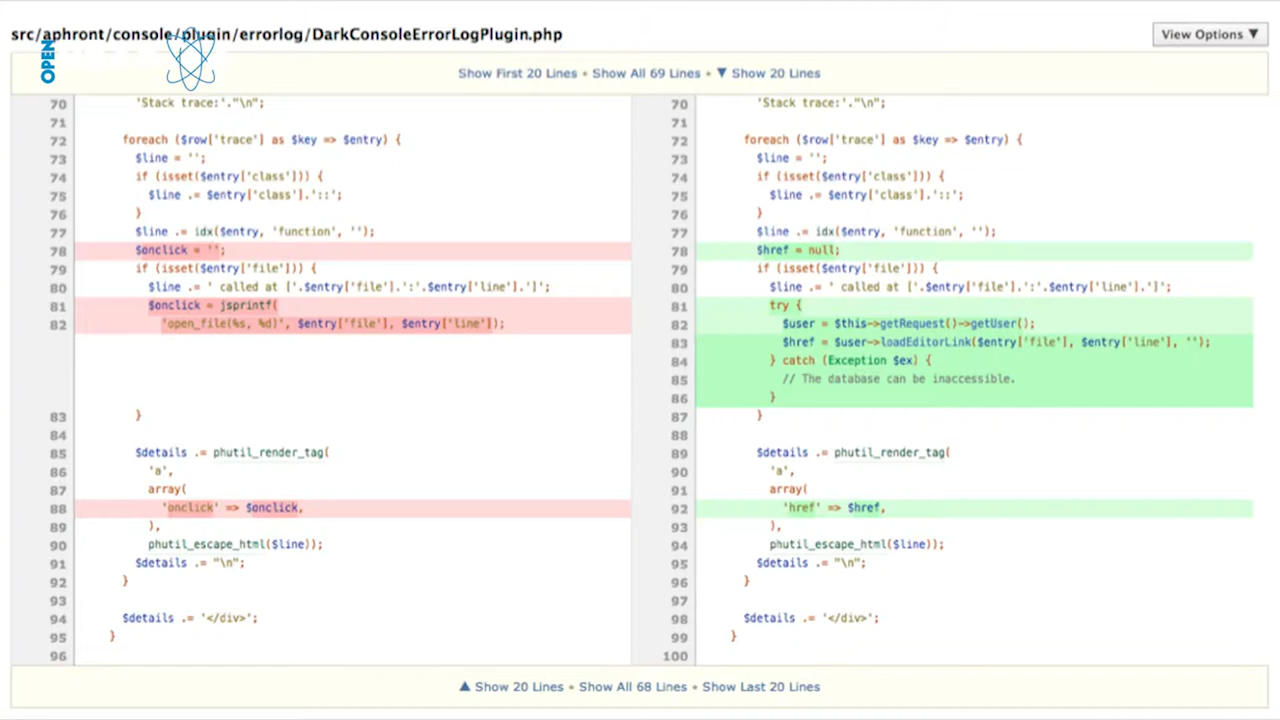 src/aphront/console/plugin/errorlog/DarkConsoleErrorLogPlugin.php
View Options ▼
OPEN
Show First 20 Lines • Show All 69 Lines • ▼ Show 20 Lines
70 'Stack trace:'."\n";
71
72 foreach ($row['trace'] as $key => $entry) {
73 $line = '';
74 if (isset($entry['class'])) {
75 $line .= $entry['class'].'::';
76 }
77 $line .= idx($entry, 'function', '');
78 $onclick = '';
79 if (isset($entry['file'])) {
80 $line .= ' called at ['.$entry['file'].':'.$entry['line'].']';
81 $onclick = jsprintf(
82 'open_file(%s, %d)', $entry['file'], $entry['line']);
83 }
84
85 $details .= phutil_render_tag(
86 'a',
87 array(
88 'onclick' => $onclick,
89 ),
90 phutil_escape_html($line));
91 $details .= "\n";
92 }
93
94 $details .= '</div>';
95 }
96
70 'Stack trace:'."\n";
71
72 foreach ($row['trace'] as $key => $entry) {
73 $line = '';
74 if (isset($entry['class'])) {
75 $line .= $entry['class'].'::';
76 }
77 $line .= idx($entry, 'function', '');
78 $href = null;
79 if (isset($entry['file'])) {
80 $line .= ' called at ['.$entry['file'].':'.$entry['line'].']';
81 try {
82 $user = $this->getRequest()->getUser();
83 $href = $user->loadEditorLink($entry['file'], $entry['line'], '');
84 } catch (Exception $ex) {
85 // The database can be inaccessible.
86 }
87 }
88
89 $details .= phutil_render_tag(
90 'a',
91 array(
92 'href' => $href,
93 ),
94 phutil_escape_html($line));
95 $details .= "\n";
96 }
97
98 $details .= '</div>';
99 }
100
▲ Show 20 Lines • Show All 68 Lines • Show Last 20 Lines